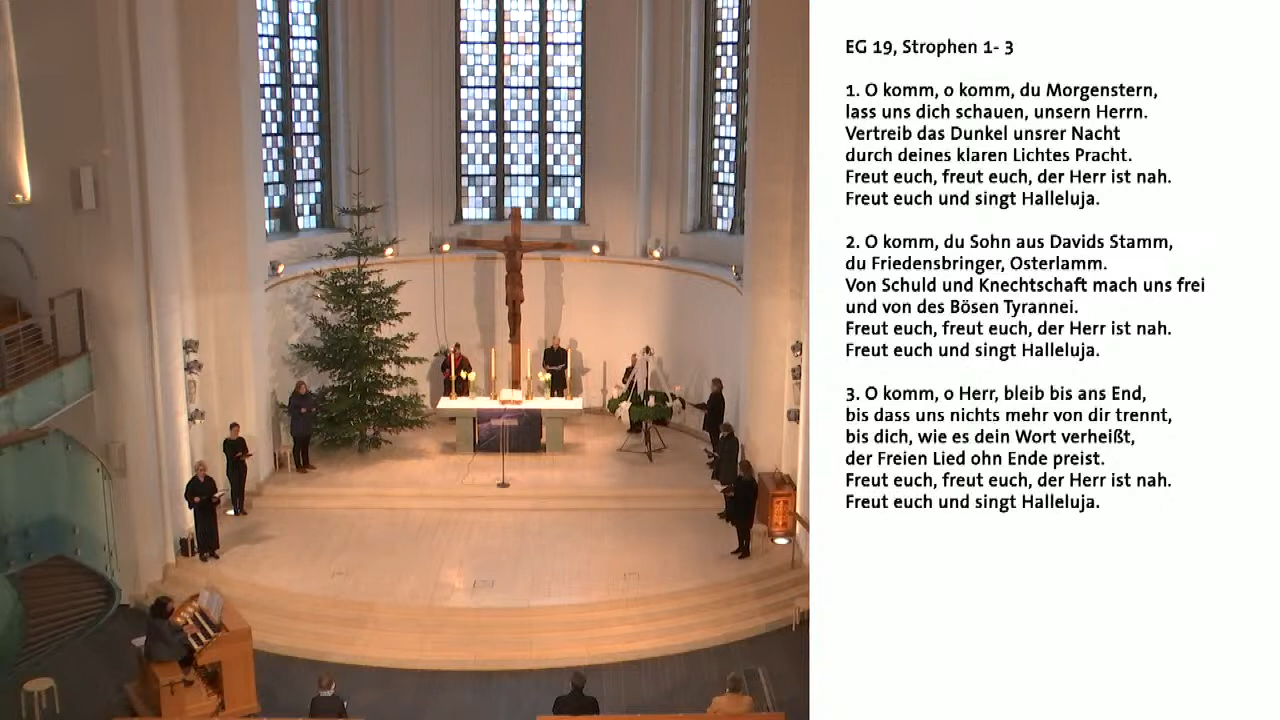 EG 19, Strophen 1- 3
1. O komm, o komm, du Morgenstern,
lass uns dich schauen, unsern Herrn.
Vertreib das Dunkel unsrer Nacht
durch deines klaren Lichtes Pracht.
Freut euch, freut euch, der Herr ist nah.
Freut euch und singt Halleluja.
2. O komm, du Sohn aus Davids Stamm,
du Friedensbringer, Osterlamm.
Von Schuld und Knechtschaft mach uns frei
und von des Bösen Tyrannei.
Freut euch, freut euch, der Herr ist nah.
Freut euch und singt Halleluja.
3. O komm, o Herr, bleib bis ans End,
bis dass uns nichts mehr von dir trennt,
bis dich, wie es dein Wort verheißt,
der Freien Lied ohn Ende preist.
Freut euch, freut euch, der Herr ist nah.
Freut euch und singt Halleluja.